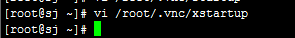 [root@sj ~]# vi /root/.vnc/xstartup
[root@sj ~]#